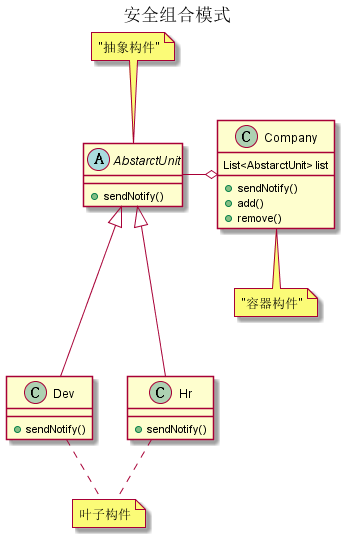 安全组合模式
"抽象构件"
A AbstarctUnit
sendNotify()
C Company
List<AbstarctUnit> list
sendNotify()
add()
remove()
"容器构件"
C Dev
sendNotify()
C Hr
sendNotify()
叶子构件